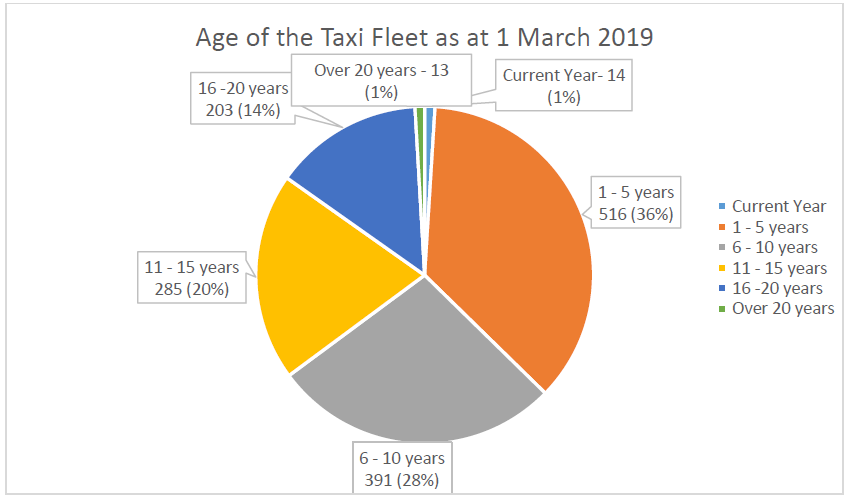 Age of the Taxi Fleet as at 1 March 2019
Over 20 years - 13
(1%)
Current Year- 14
(1%)
16 -20 years
203 (14%)
1 - 5 years
516 (36%)
11 - 15 years
285 (20%)
6 - 10 years
391 (28%)
Current Year
1 - 5 years
6 - 10 years
11 - 15 years
16 -20 years
Over 20 years